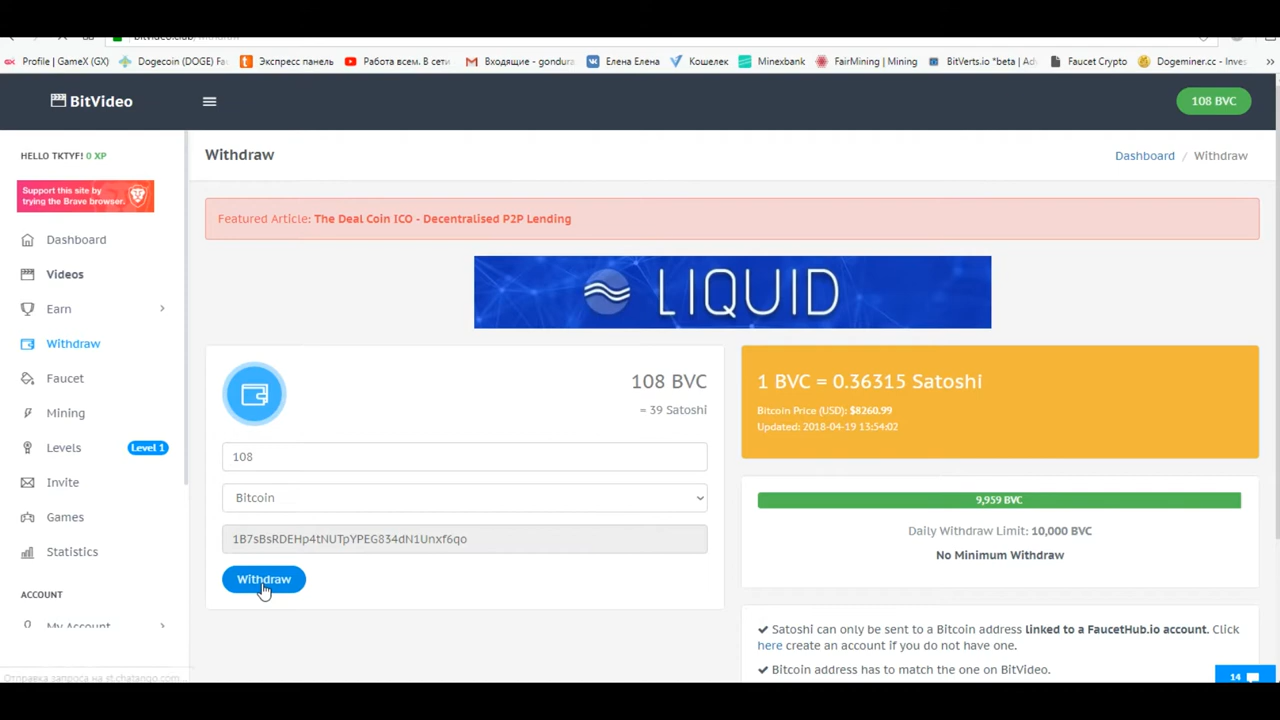 Profile | GameX (GX)
Dogecoin (DOGE) Fa
Экспресс панель
Работа всем. В сети
Входящие - gondura
Елена Елена
Кошелек
Minexbank
FairMining | Mining
BitVerts.io *beta | Ad
Faucet Crypto
Dogeminer.cc - Inves
BitVideo
108 BVC
HELLO TKTYF! 0 XP
Withdraw
Dashboard / Withdraw
Support this site by
trying the Brave browser.
Featured Article: The Deal Coin ICO - Decentralised P2P Lending
Dashboard
Videos
Earn
Withdraw
Faucet
Mining
Levels
Level 1
Invite
Games
Statistics
ACCOUNT
My Account
LIQUID
108 BVC
= 39 Satoshi
108
Bitcoin
1B7sBsRDEHp4tNUTpYPEG834dN1Unxf6qo
Withdraw
1 BVC = 0.36315 Satoshi
Bitcoin Price (USD): $8260.99
Updated: 2018-04-19 13:54:02
9,959 BVC
Daily Withdraw Limit: 10,000 BVC
No Minimum Withdraw
✔ Satoshi can only be sent to a Bitcoin address linked to a FaucetHub.io account. Click
here create an account if you do not have one.
✔ Bitcoin address has to match the one on BitVideo.
14
Отправка запроса на st.chatango.com...